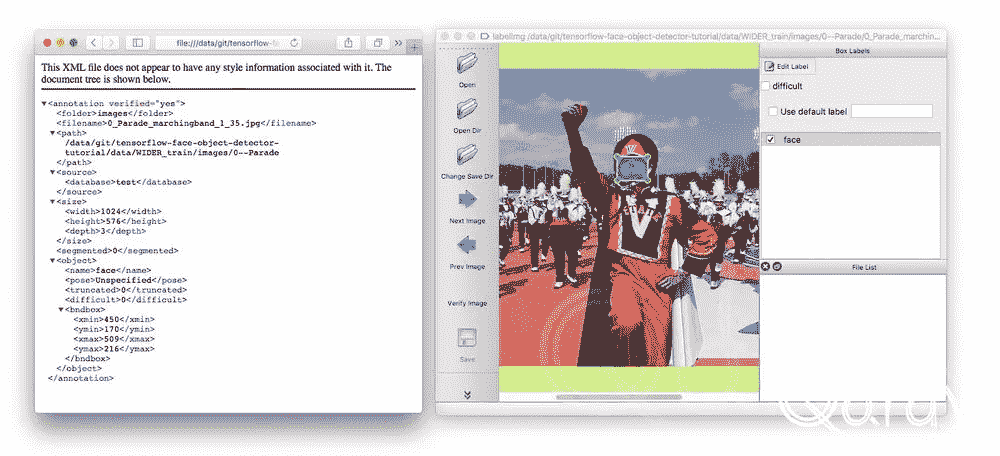 file:///data/git/tensorflow-f
This XML file does not appear to have any style information associated with it. The
document tree is shown below.
▼<annotation verified="yes">
<folder>images</folder>
<filename>0_Parade_marchingband_1_35.jpg</filename>
▼<path>
/data/git/tensorflow-face-object-detector-
tutorial/data/WIDER_train/images/0--Parade
</path>
▼<source>
<database>test</database>
</source>
▼<size>
<width>1024</width>
<height>576</height>
<depth>3</depth>
</size>
<segmented>0</segmented>
▼<object>
<name>face</name>
<pose>Unspecified</pose>
<truncated>0</truncated>
<difficult>0</difficult>
▼<bndbox>
<xmin>450</xmin>
<ymin>170</ymin>
<xmax>509</xmax>
<ymax>216</ymax>
</bndbox>
</object>
</annotation>
labelImg /data/git/tensorflow-face-object-detector-tutorial/data/WIDER_train/images/0--Parade/0_Parade_marchin...
Open
Open Dir
Change Save Dir
Next Image
Prev Image
Verify Image
Save
Box Labels
Edit Label
difficult
Use default label
face
File List
V